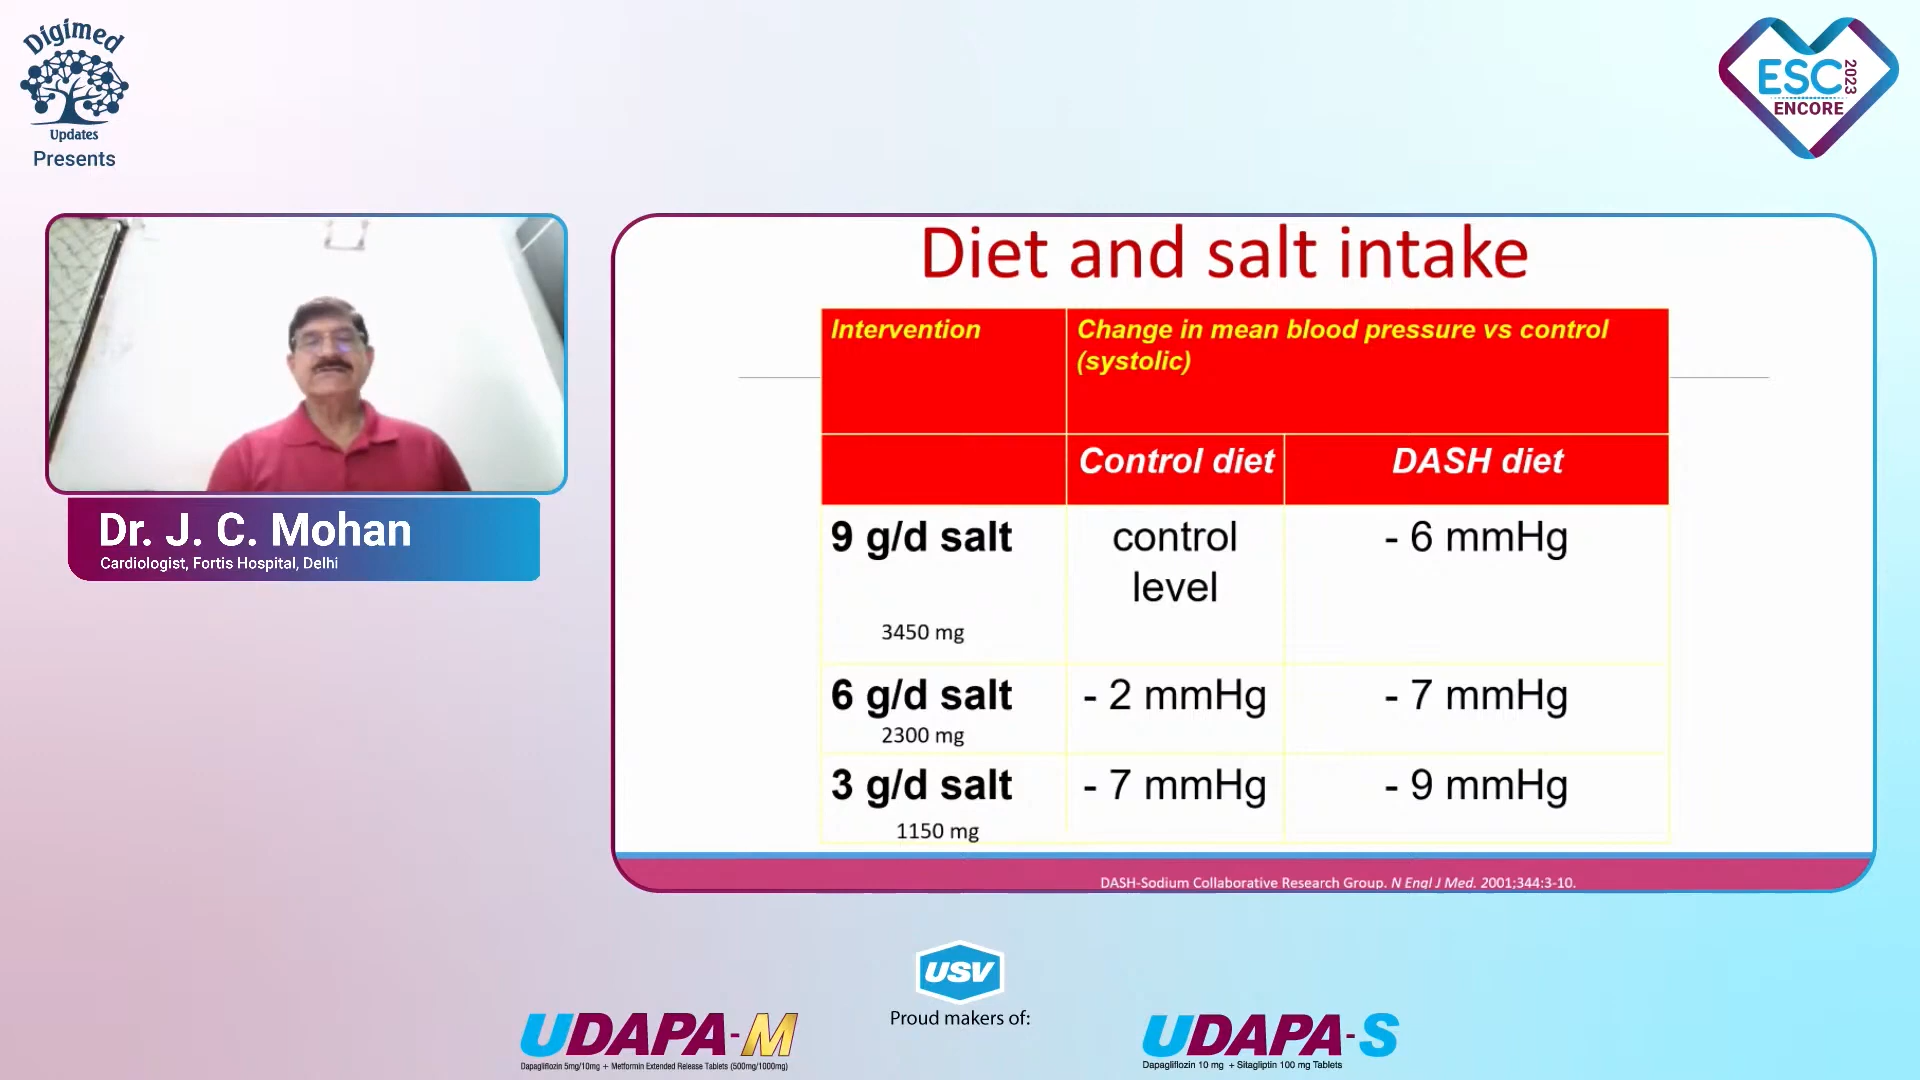 Digimed
Updates
Presents
ESC 2023
ENCORE
Dr. J. C. Mohan
Cardiologist, Fortis Hospital, Delhi
Diet and salt intake
Intervention
Change in mean blood pressure vs control
(systolic)
Control diet
DASH diet
9 g/d salt
control
level
- 6 mmHg
3450 mg
6 g/d salt
- 2 mmHg
- 7 mmHg
2300 mg
3 g/d salt
- 7 mmHg
- 9 mmHg
1150 mg
DASH-Sodium Collaborative Research Group. N Engl J Med. 2001;344:3-10.
USV
Proud makers of:
UDAPA-M
Dapagliflozin 5mg/10mg + Metformin Extended Release Tablets (500mg/1000mg)
UDAPA-S
Dapagliflozin 10 mg + Sitagliptin 100 mg Tablets